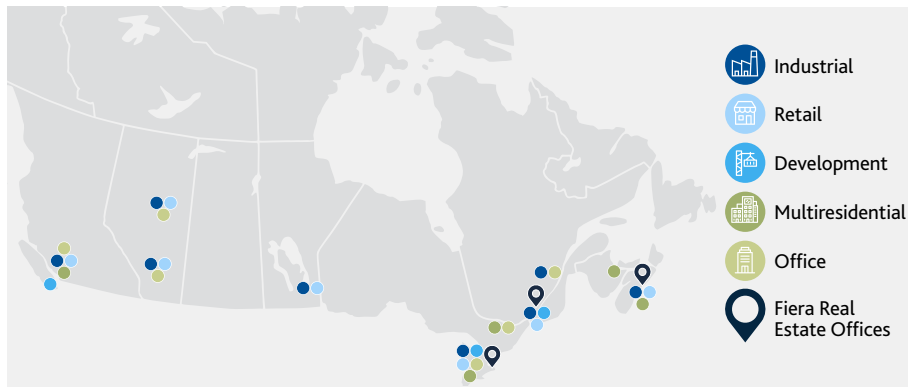 Industrial
Retail
Development
Multiresidential
Office
Fiera Real
Estate Offices